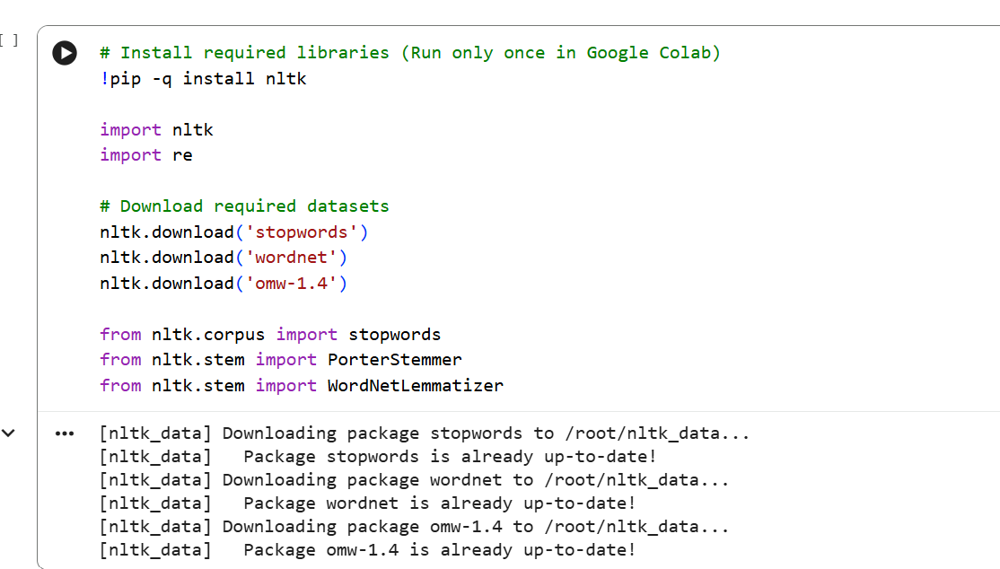 [ ]
# Install required libraries (Run only once in Google Colab)
!pip -q install nltk
import nltk
import re
# Download required datasets
nltk.download('stopwords')
nltk.download('wordnet')
nltk.download('omw-1.4')
from nltk.corpus import stopwords
from nltk.stem import PorterStemmer
from nltk.stem import WordNetLemmatizer
[nltk_data] Downloading package stopwords to /root/nltk_data...
[nltk_data]   Package stopwords is already up-to-date!
[nltk_data] Downloading package wordnet to /root/nltk_data...
[nltk_data]   Package wordnet is already up-to-date!
[nltk_data] Downloading package omw-1.4 to /root/nltk_data...
[nltk_data]   Package omw-1.4 is already up-to-date!